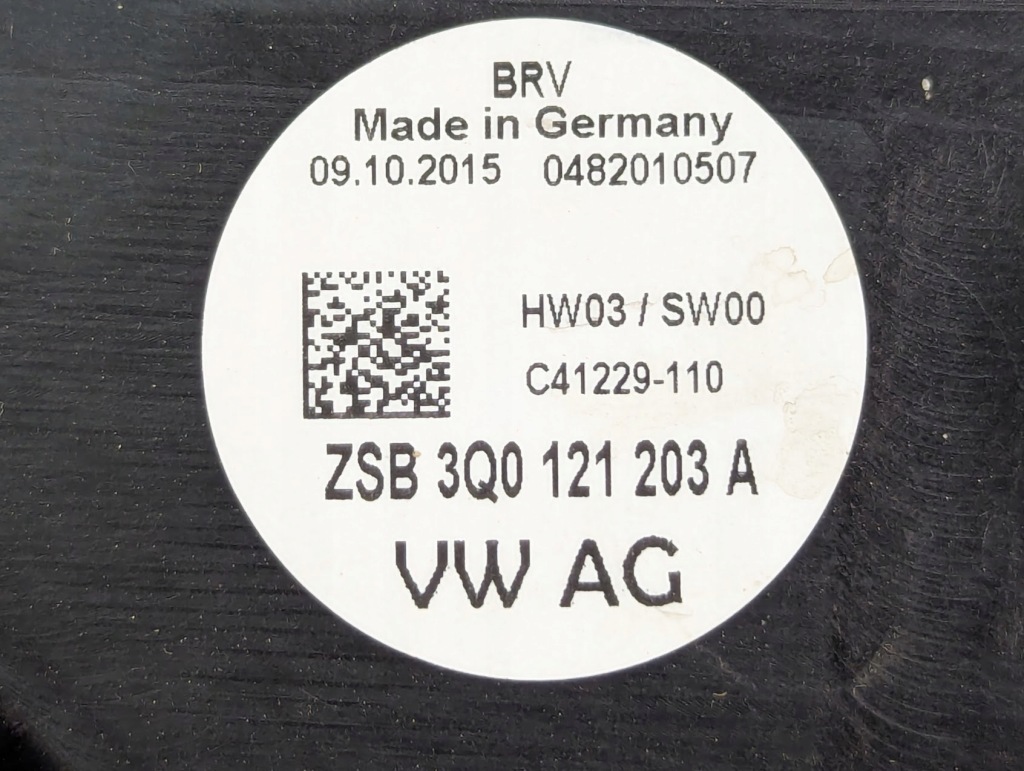 BRV
Made in Germany
09.10.2015 0482010507
HW03 / SW00
C41229-110
ZSB 3Q0 121 203 A
VW AG